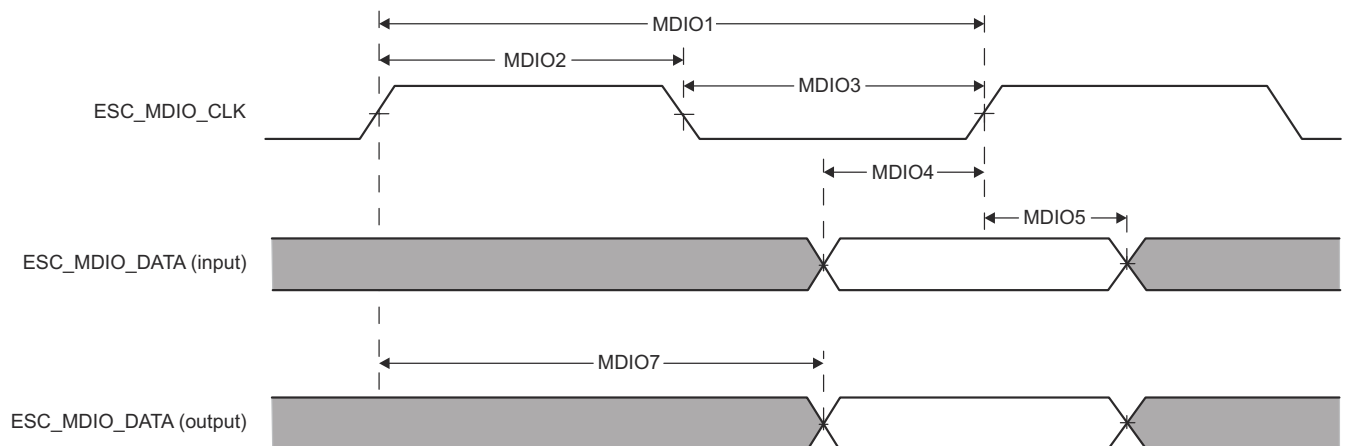 MDIO1
MDIO2
MDIO3
ESC_MDIO_CLK
MDIO4
MDIO5
ESC_MDIO_DATA (input)
MDIO7
ESC_MDIO_DATA (output)